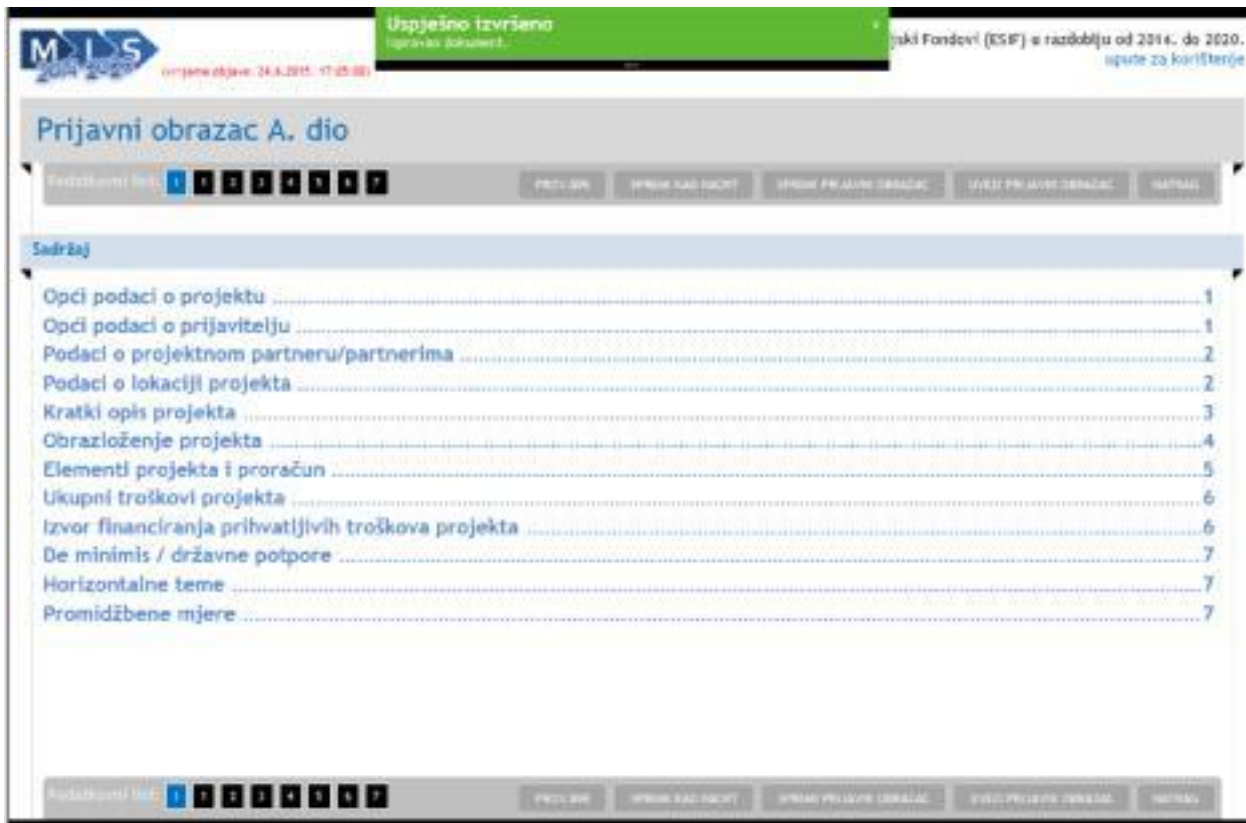 Uspješno izvršeno
Ispravan dokument.
MIS
jski Fondovi (ESIF) u razdoblju od 2014. do 2020.
upute za korištenje
Prijavni obrazac A. dio
1 2 3 4 5 6 7
Sadržaj
Opći podaci o projektu 1
Opći podaci o prijavitelju 1
Podaci o projektnom partneru/partnerima 2
Podaci o lokaciji projekta 2
Kratki opis projekta 3
Obrazloženje projekta 4
Elementi projekta i proračun 5
Ukupni troškovi projekta 6
Izvor financiranja prihvatljivih troškova projekta 6
De minimis / državne potpore 7
Horizontalne teme 7
Promidžbene mjere 7
1 2 3 4 5 6 7